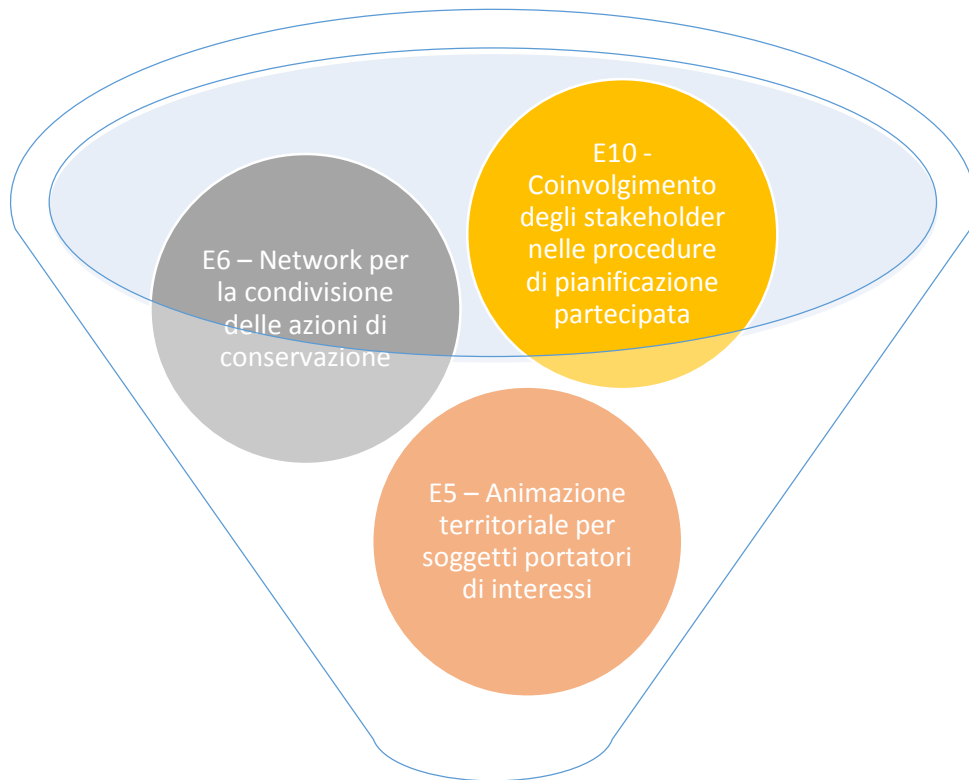 E10 -
Coinvolgimento
degli stakeholder
nelle procedure
di pianificazione
partecipata
E6 – Network per
la condivisione
delle azioni di
conservazione
E5 – Animazione
territoriale per
soggetti portatori
di interessi